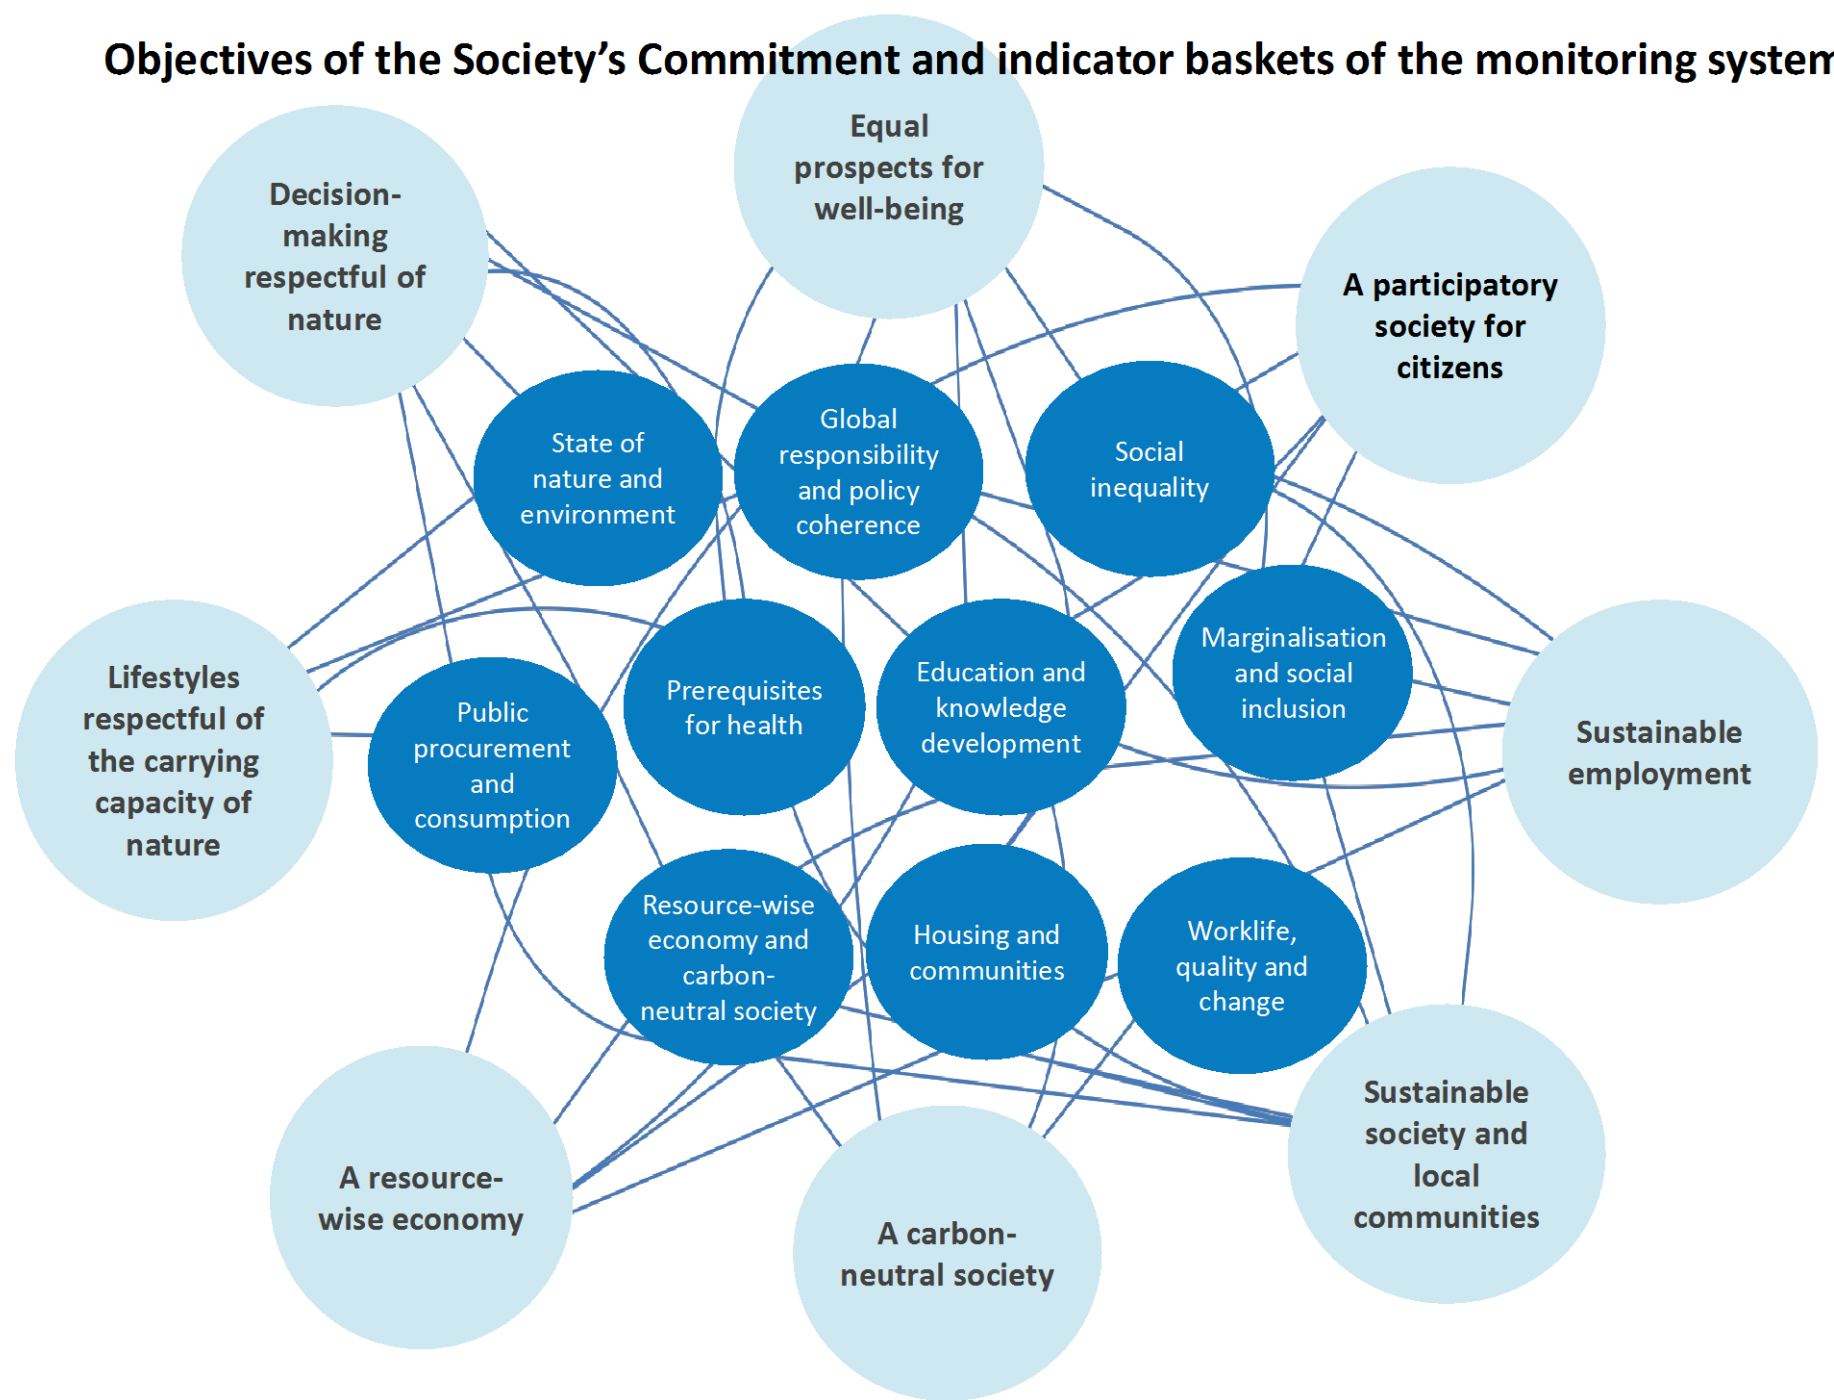 Objectives of the Society’s Commitment and indicator baskets of the monitoring system
Equal
prospects for
well-being
Decision-
making
respectful of
nature
A participatory
society for
citizens
State of
nature and
environment
Global
responsibility
and policy
coherence
Social
inequality
Lifestyles
respectful of
the carrying
capacity of
nature
Public
procurement
and
consumption
Prerequisites
for health
Education and
knowledge
development
Marginalisation
and social
inclusion
Sustainable
employment
Resource-wise
economy and
carbon-
neutral society
Housing and
communities
Worklife,
quality and
change
A resource-
wise economy
A carbon-
neutral society
Sustainable
society and
local
communities